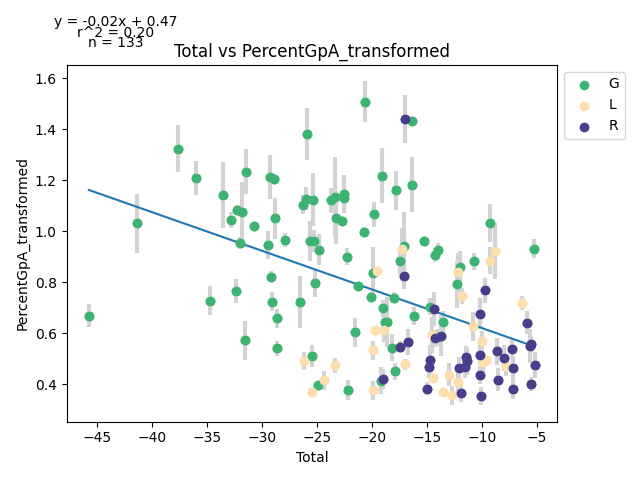 y = -0.02x + 0.47
r^2 = 0.20
n = 133
Total vs PercentGpA_transformed
PercentGpA_transformed
1.6
1.4
1.2
1.0
0.8
0.6
0.4
−45 −40 −35 −30 −25 −20 −15 −10 −5
Total
G
L
R